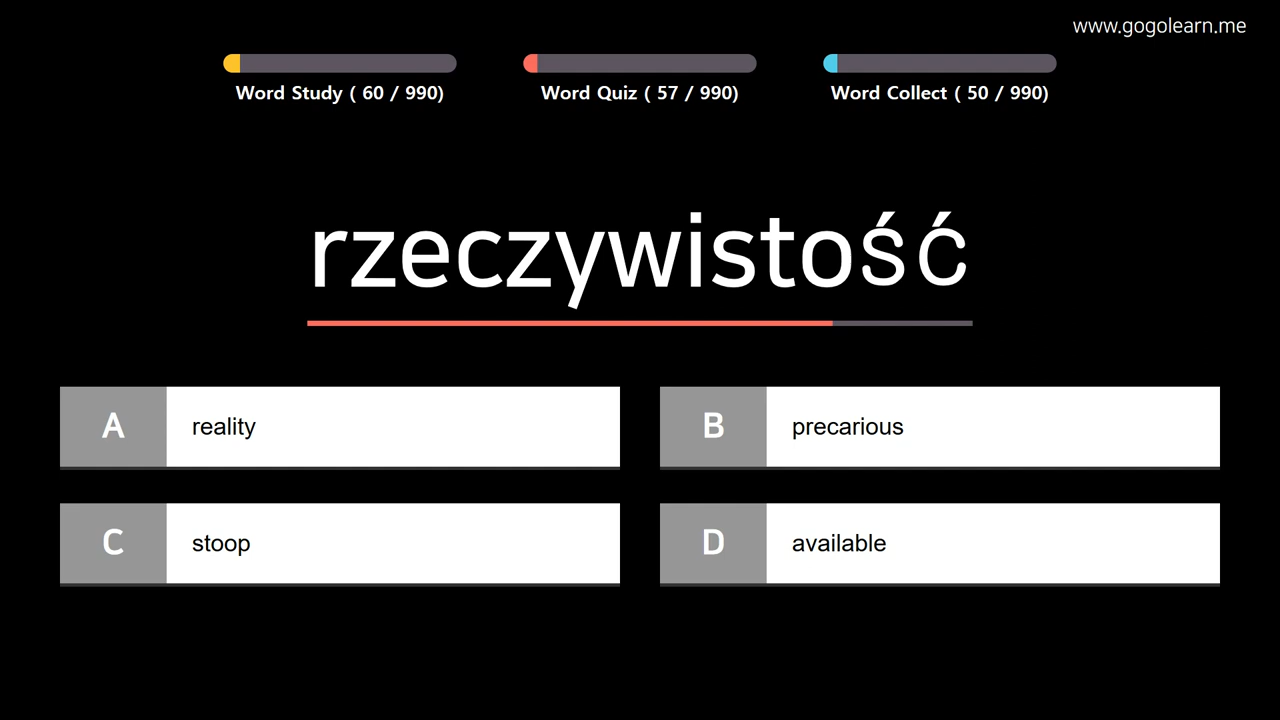 www.gogolearn.me
Word Study ( 60 / 990)
Word Quiz ( 57 / 990)
Word Collect ( 50 / 990)
rzeczywistość
A reality
B precarious
C stoop
D available